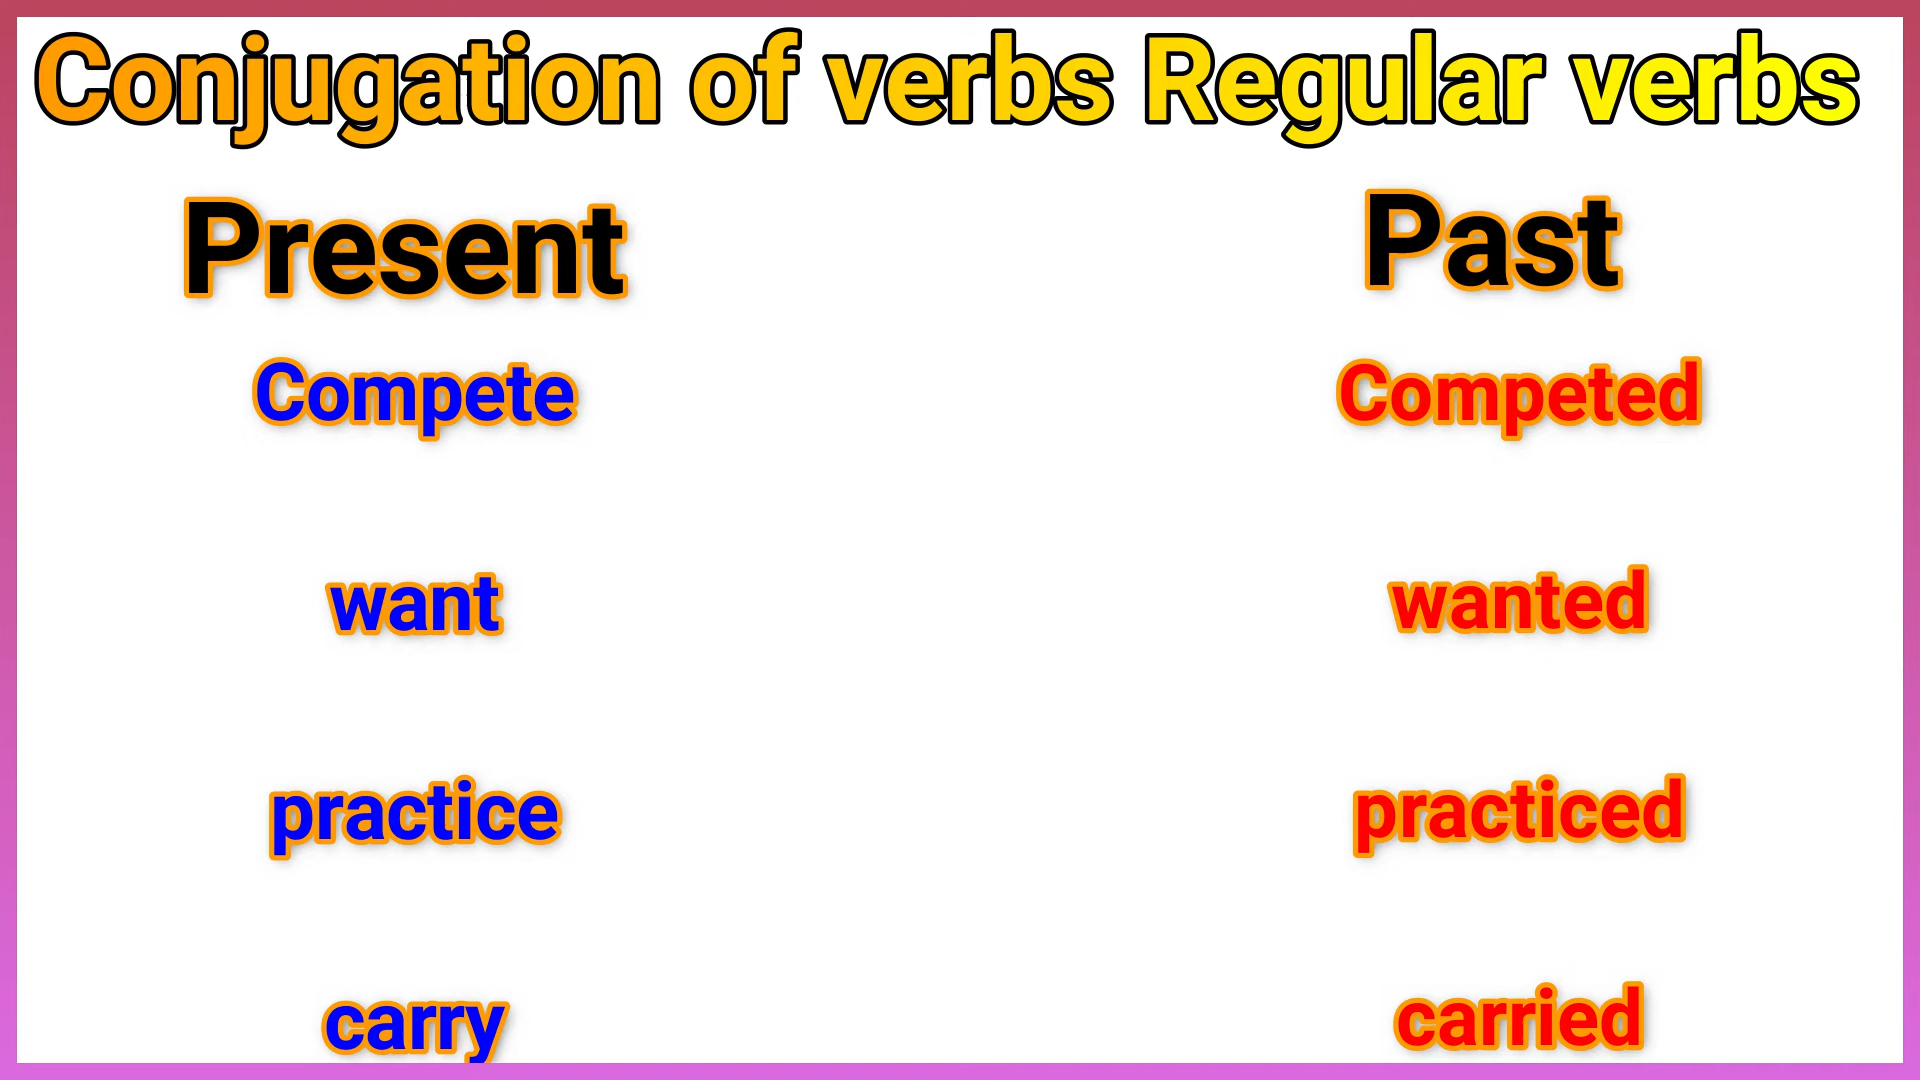 Conjugation of verbs Regular verbs
Present Past
Compete Competed
want wanted
practice practiced
carry carried